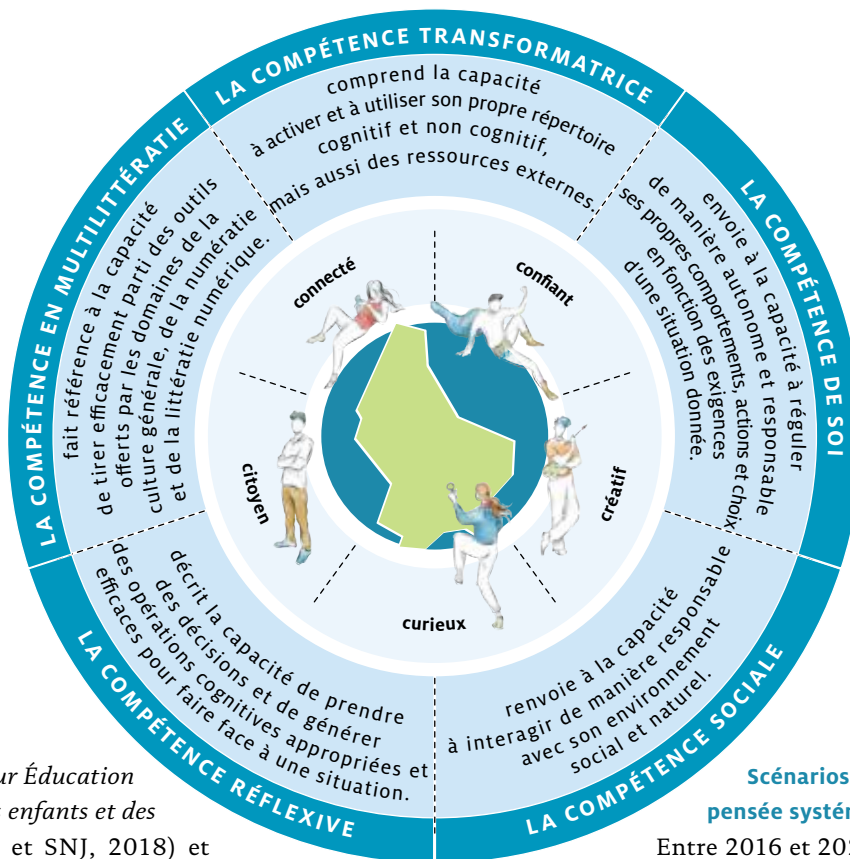 LA COMPÉTENCE TRANSFORMATRICE
comprend la capacité
à activer et à utiliser son propre répertoire
cognitif et non cognitif,
mais aussi des ressources externes.
LA COMPÉTENCE DE SOI
envoie à la capacité à réguler
de manière autonome et responsable
ses propres comportements, actions et choix
en fonction des exigences
d'une situation donnée.
LA COMPÉTENCE SOCIALE
renvoie à la capacité
à interagir de manière responsable
avec son environnement
social et naturel.
LA COMPÉTENCE RÉFLEXIVE
décrit la capacité de prendre
des décisions et de générer
des opérations cognitives appropriées et
efficaces pour faire face à une situation.
LA COMPÉTENCE EN MULTILITTÉRATIE
fait référence à la capacité
de tirer efficacement parti des outils
offerts par les domaines de la
culture générale, de la numératie
et de la littératie numérique.
connecté
confiant
créatif
curieux
citoyen
ur Éducation
s enfants et des
et SNJ, 2018) et
Scénarios
pensée systém
Entre 2016 et 202